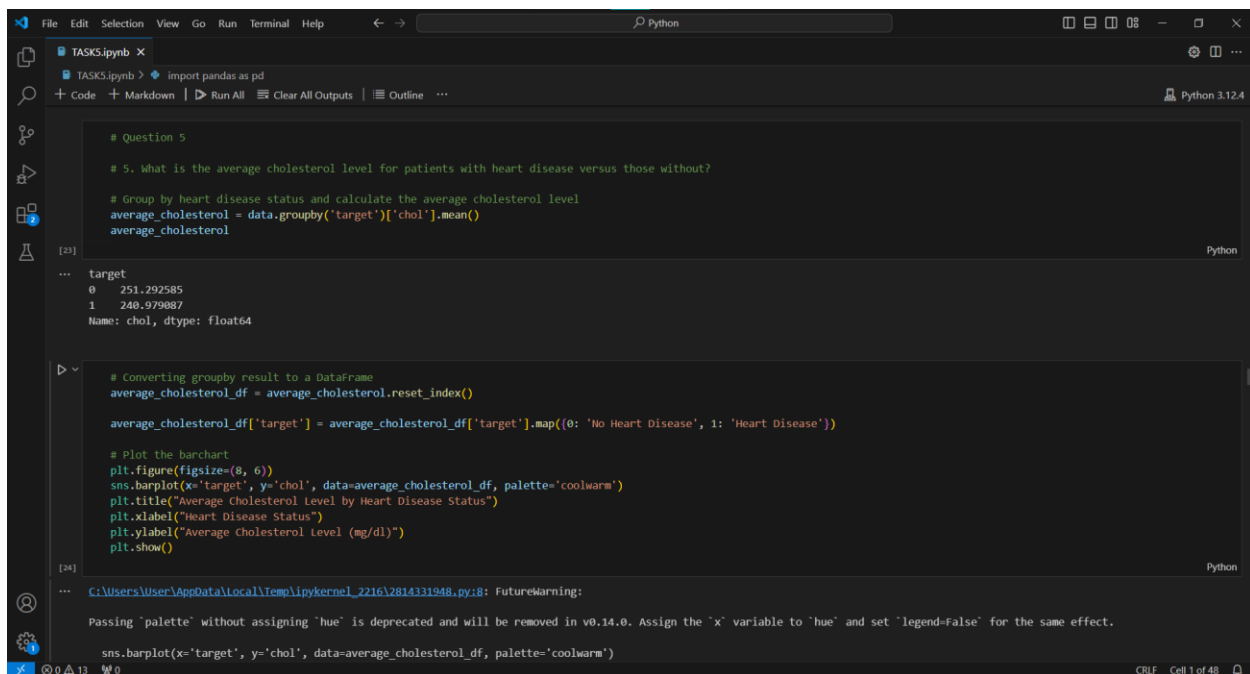 File Edit Selection View Go Run Terminal Help ← → Python
TASK5.ipynb ×
TASK5.ipynb > import pandas as pd
+ Code + Markdown | Run All Clear All Outputs | Outline ... Python 3.12.4
# Question 5
# 5. What is the average cholesterol level for patients with heart disease versus those without?
# Group by heart disease status and calculate the average cholesterol level
average_cholesterol = data.groupby('target')['chol'].mean()
average_cholesterol
[23] Python
... target
0 251.292585
1 240.979087
Name: chol, dtype: float64
# Converting groupby result to a DataFrame
average_cholesterol_df = average_cholesterol.reset_index()
average_cholesterol_df['target'] = average_cholesterol_df['target'].map({0: 'No Heart Disease', 1: 'Heart Disease'})
# Plot the barchart
plt.figure(figsize=(8, 6))
sns.barplot(x='target', y='chol', data=average_cholesterol_df, palette='coolwarm')
plt.title("Average Cholesterol Level by Heart Disease Status")
plt.xlabel("Heart Disease Status")
plt.ylabel("Average Cholesterol Level (mg/dl)")
plt.show()
[24] Python
... C:\Users\User\AppData\Local\Temp\ipykernel_2216\2814331948.py:8: FutureWarning:
Passing `palette` without assigning `hue` is deprecated and will be removed in v0.14.0. Assign the `x` variable to `hue` and set `legend=False` for the same effect.
sns.barplot(x='target', y='chol', data=average_cholesterol_df, palette='coolwarm')
2
1
0 13 0 CRLF Cell 1 of 48